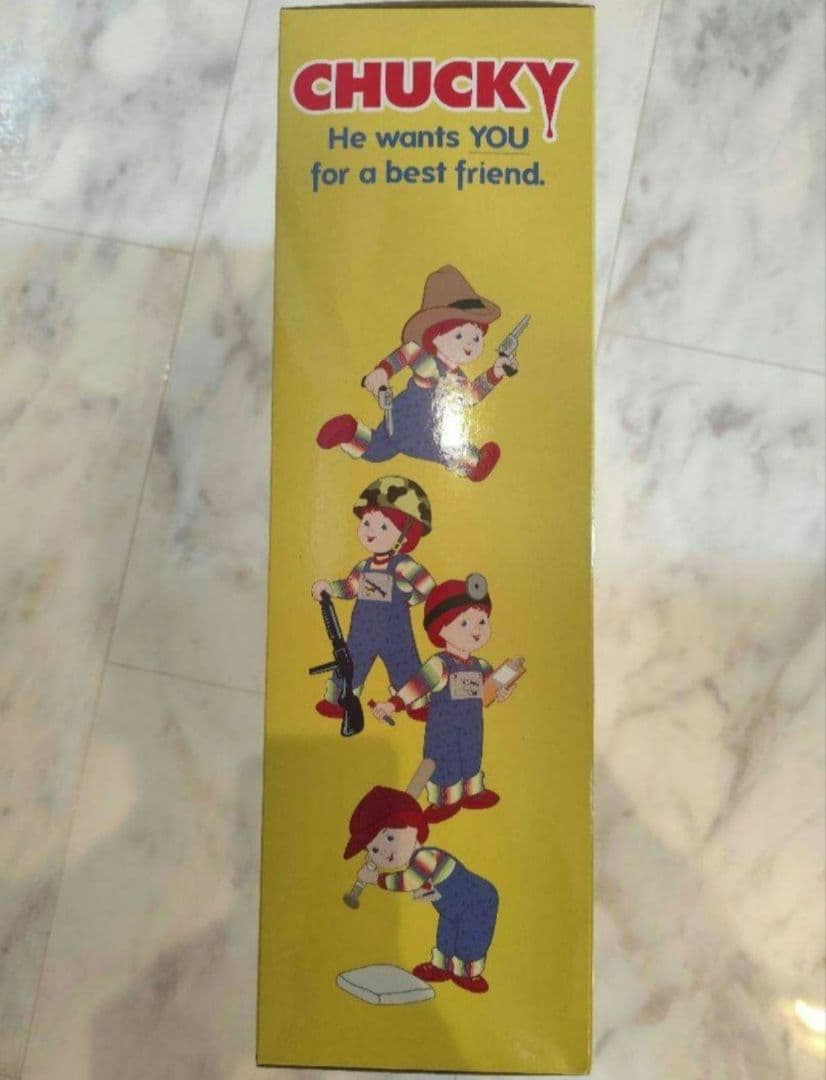 CHUCKY
He wants YOU
for a best friend.